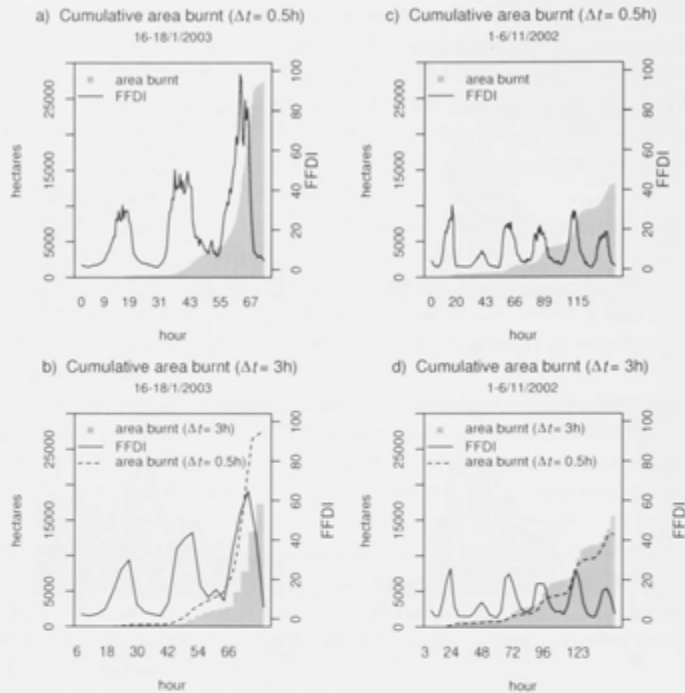 a) Cumulative area burnt (Δt= 0.5h)
16-18/1/2003
area burnt
FFDI
hectares
0 5000 15000 25000
FFDI
0 20 40 60 80 100
0 9 19 31 43 55 67
hour
c) Cumulative area burnt (Δt= 0.5h)
1-6/11/2002
area burnt
FFDI
hectares
0 5000 15000 25000
FFDI
0 20 40 60 80 100
0 20 43 66 89 115
hour
b) Cumulative area burnt (Δt= 3h)
16-18/1/2003
area burnt (Δt= 3h)
FFDI
area burnt (Δt= 0.5h)
hectares
0 5000 15000 25000
FFDI
0 20 40 60 80 100
6 18 30 42 54 66
hour
d) Cumulative area burnt (Δt= 3h)
1-6/11/2002
area burnt (Δt= 3h)
FFDI
area burnt (Δt= 0.5h)
hectares
0 5000 15000 25000
FFDI
0 20 40 60 80 100
3 24 48 72 96 123
hour